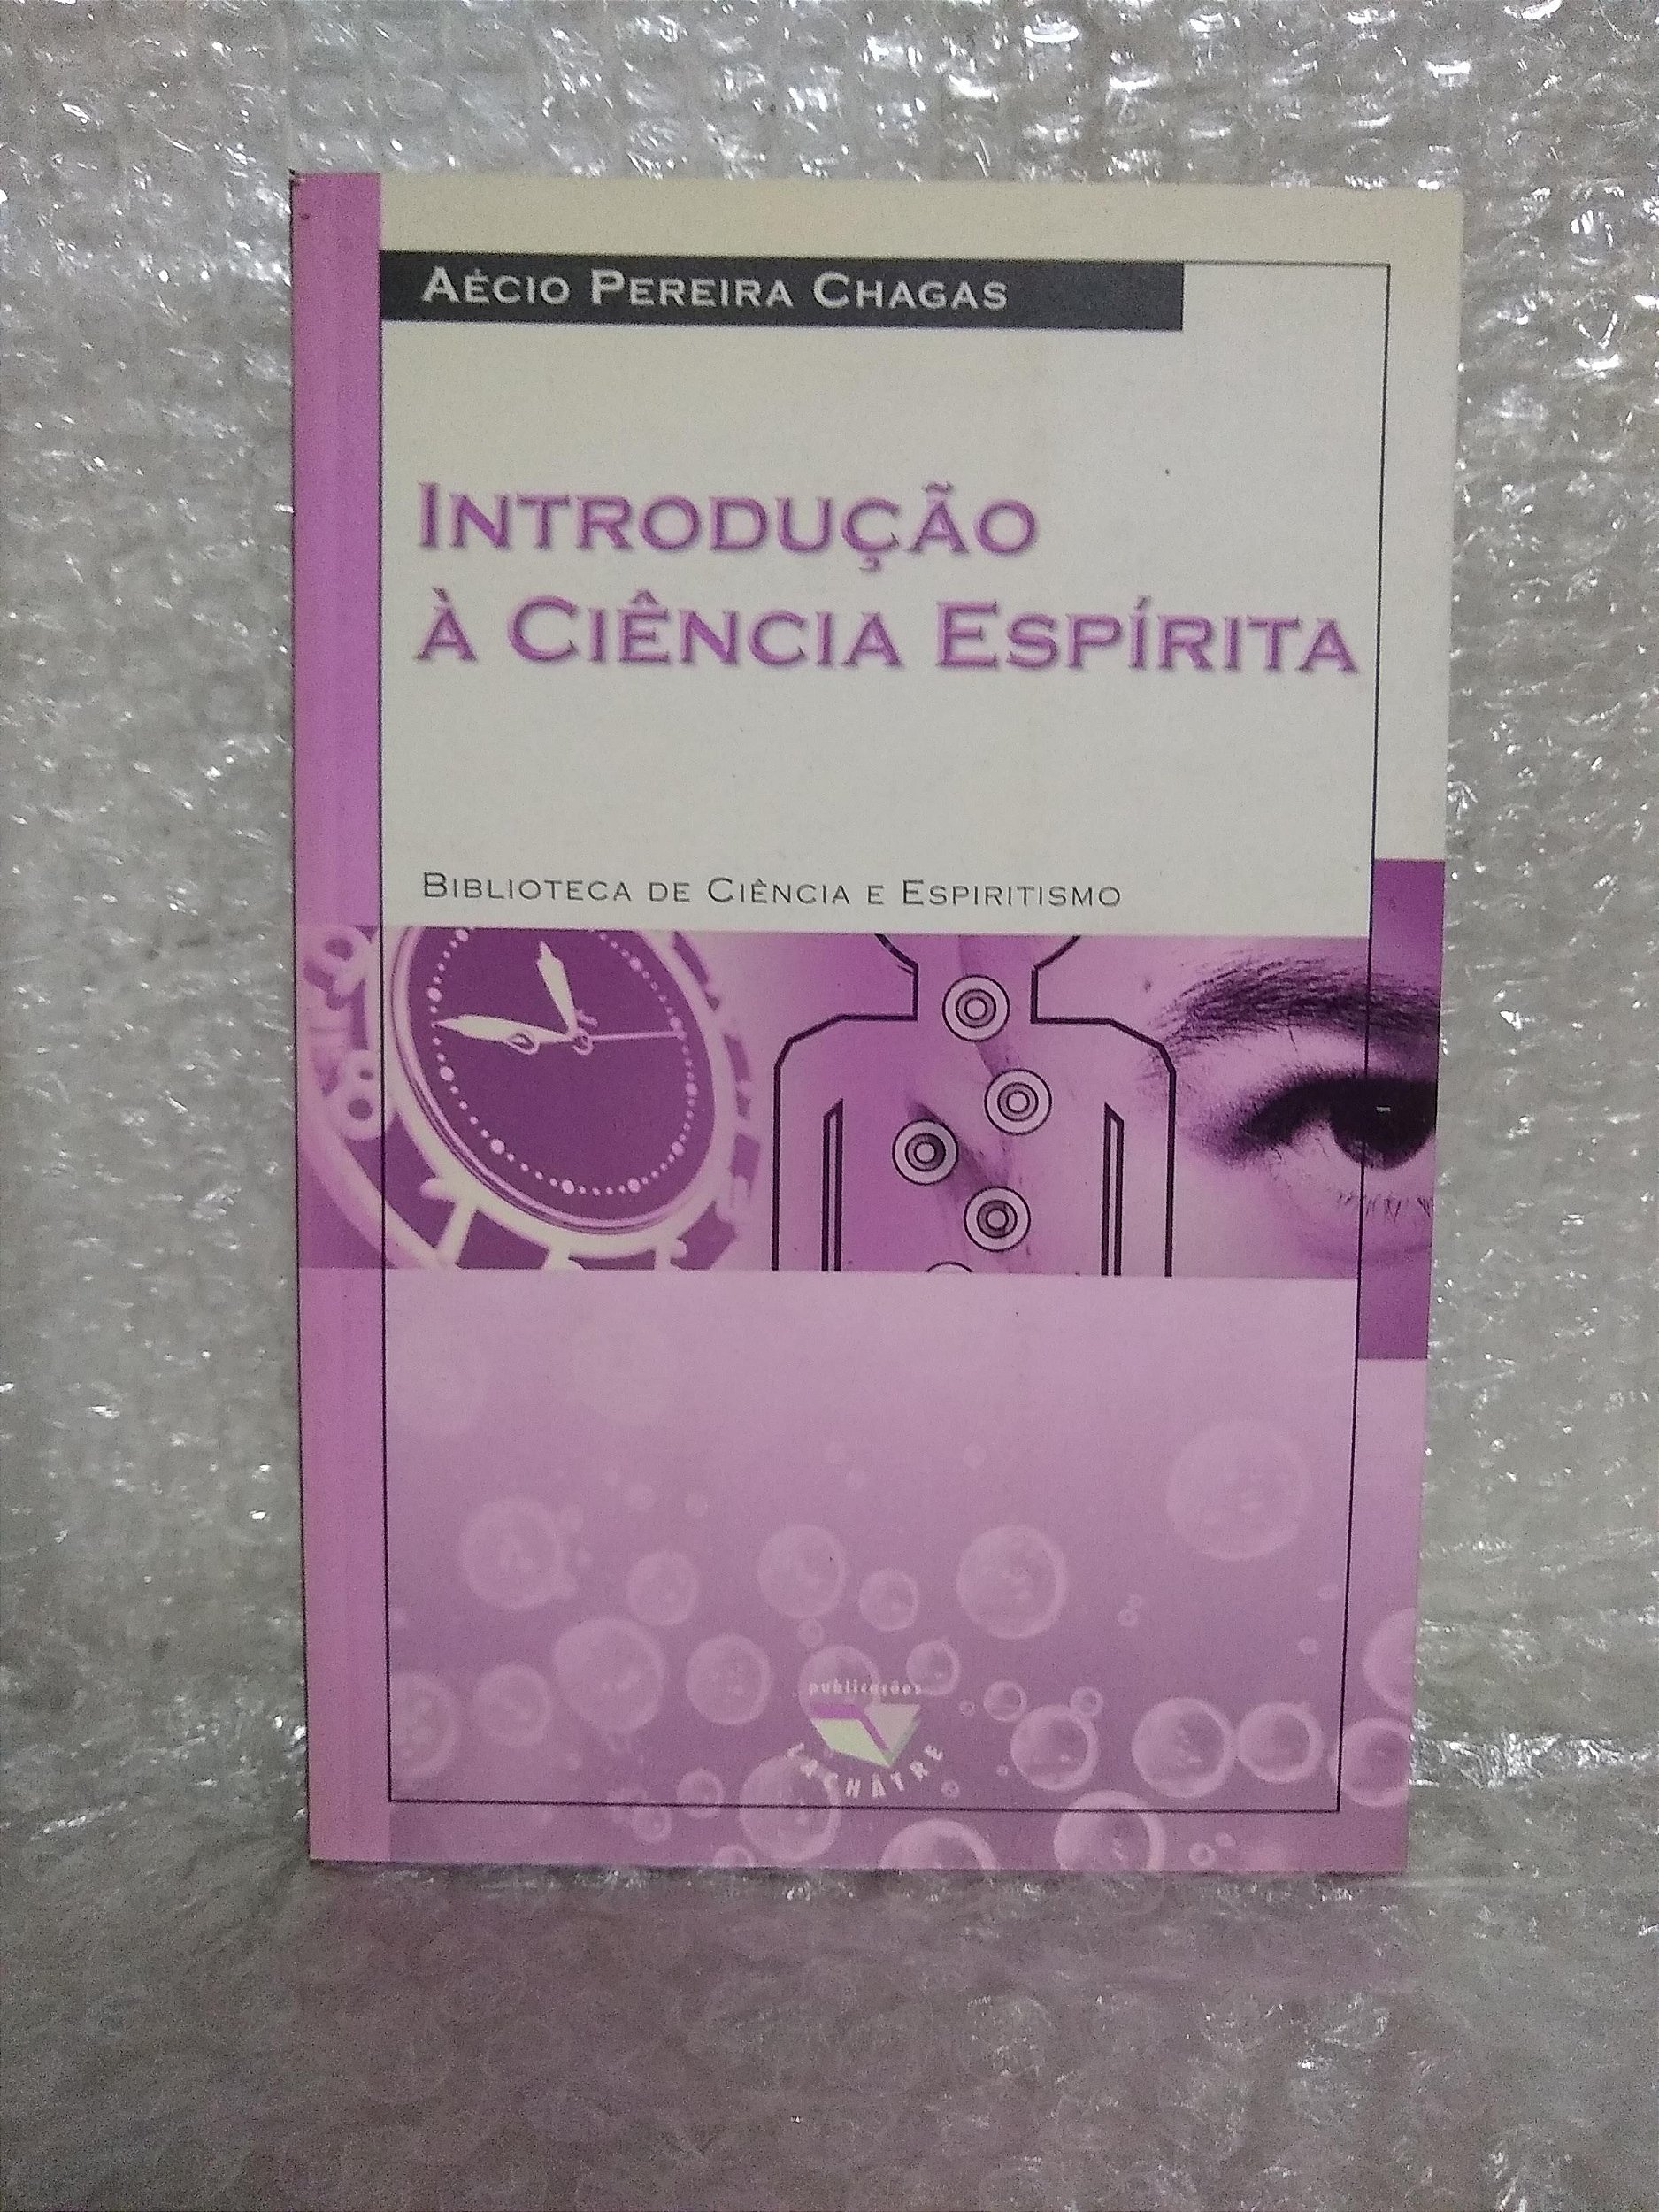 Aécio Pereira Chagas
Introdução
à Ciência Espírita
Biblioteca de Ciência e Espiritismo
publicações
LACHÂTRE